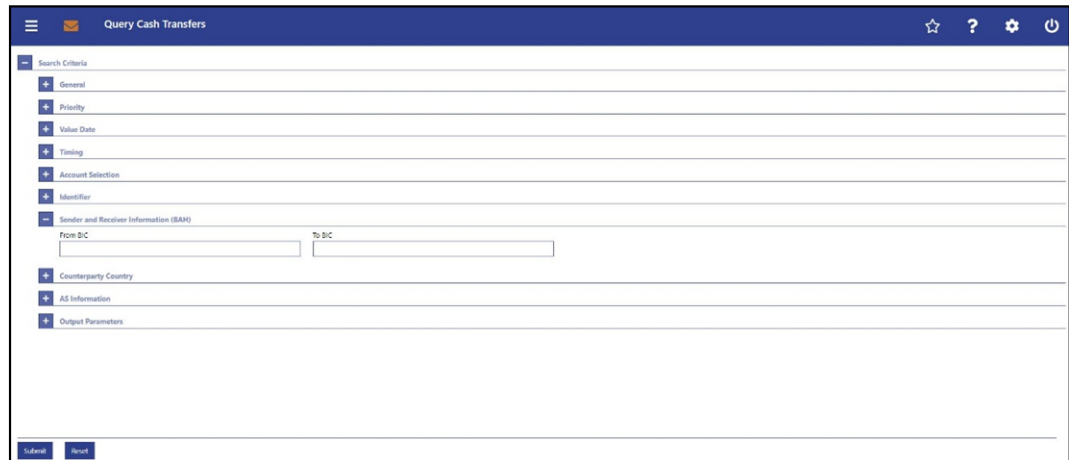 Query Cash Transfers
Search Criteria
General
Priority
Value Date
Timing
Account Selection
Identifier
Sender and Receiver Information (BAH)
From BIC To BIC
Counterparty Country
AS Information
Output Parameters
Submit Reset